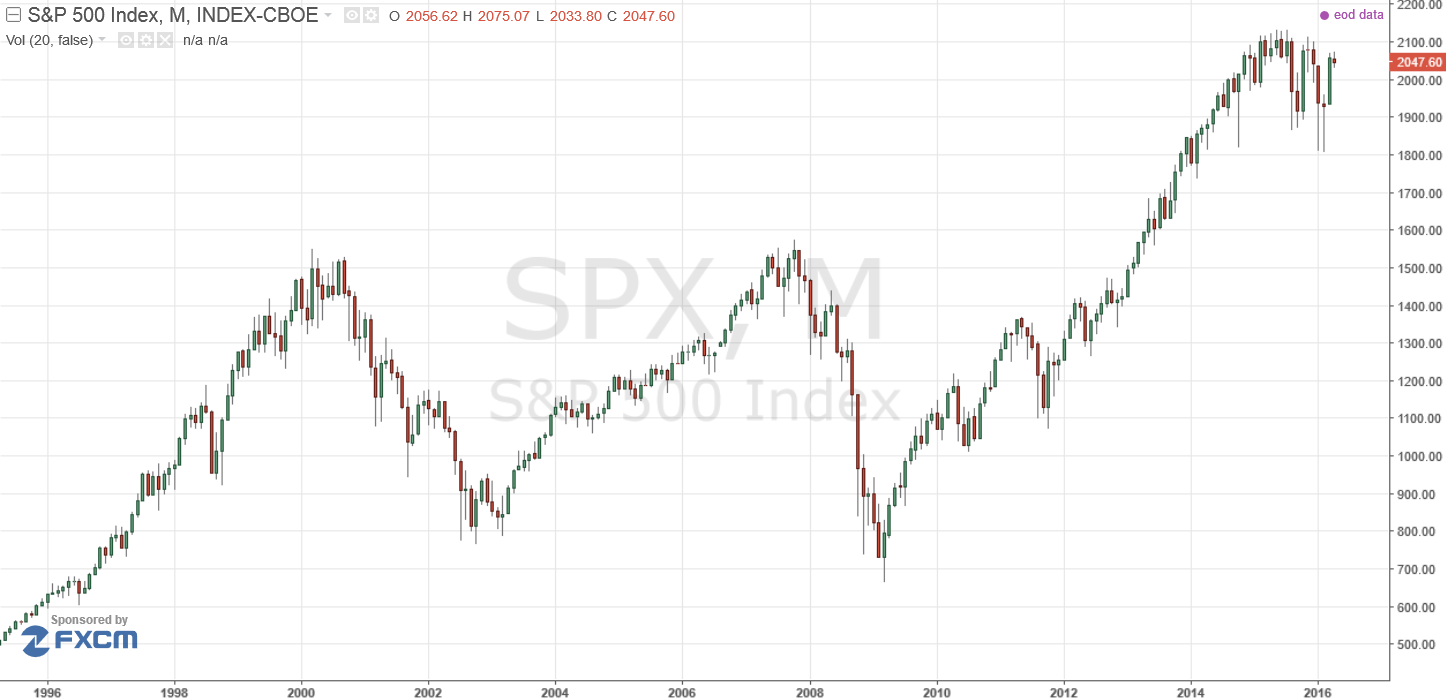 S&P 500 Index, M, INDEX-CBOE O 2056.62 H 2075.07 L 2033.80 C 2047.60
eod data
Vol (20, false) n/a n/a
SPX, M
S&P 500 Index
2200.00
2100.00
2047.60
2000.00
1900.00
1800.00
1700.00
1600.00
1500.00
1400.00
1300.00
1200.00
1100.00
1000.00
900.00
800.00
700.00
600.00
500.00
Sponsored by
FXCM
1996 1998 2000 2002 2004 2006 2008 2010 2012 2014 2016